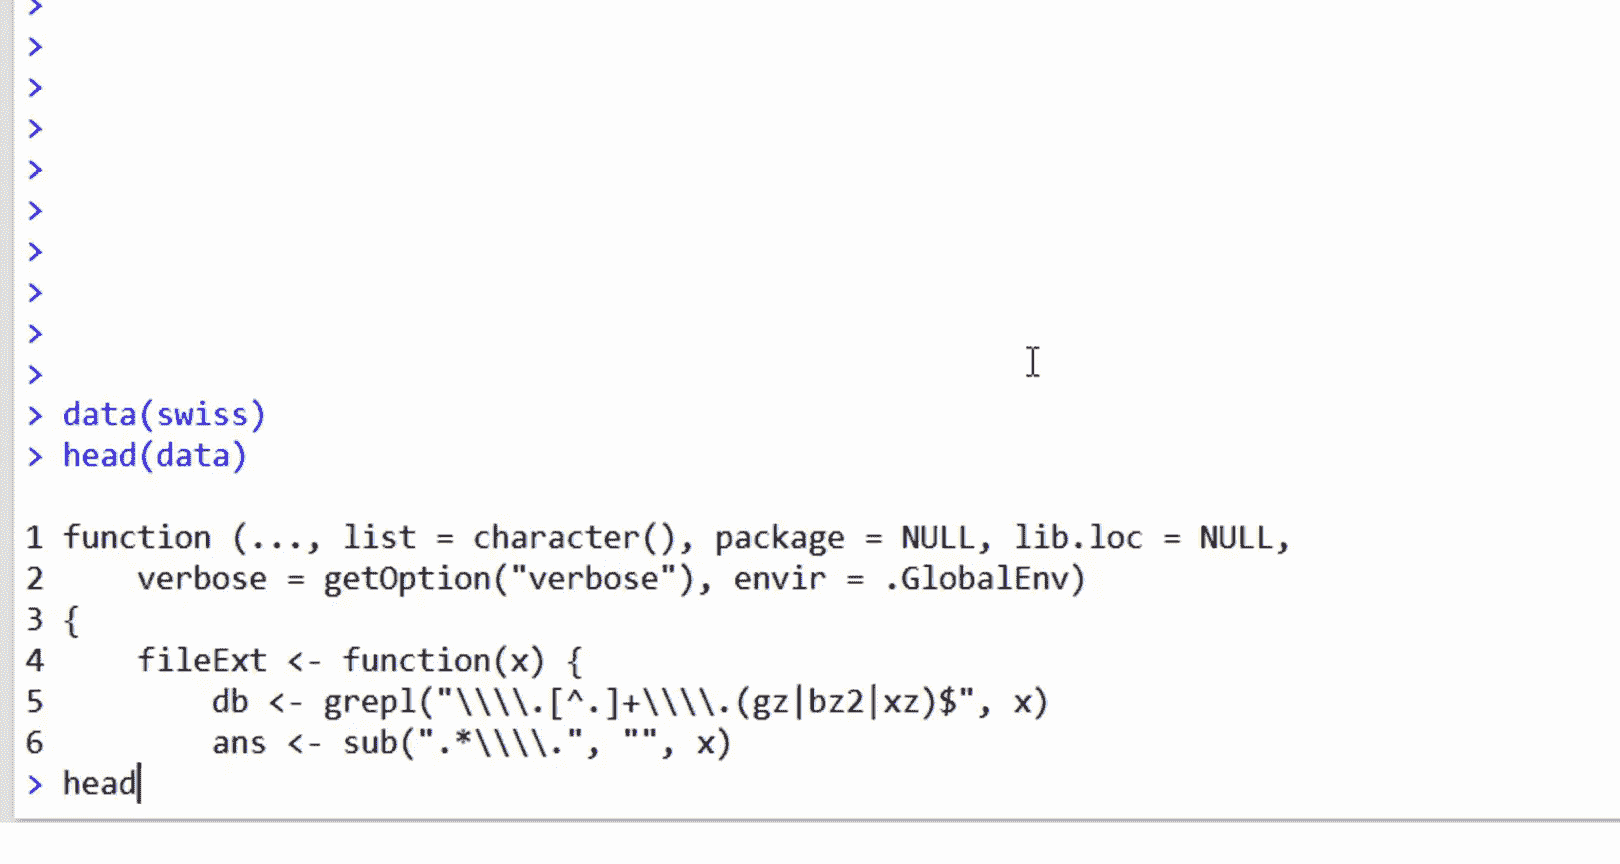 >
>
>
>
>
>
>
>
>
>
> data(swiss)
> head(data)
1 function (..., list = character(), package = NULL, lib.loc = NULL,
2     verbose = getOption("verbose"), envir = .GlobalEnv)
3 {
4     fileExt <- function(x) {
5         db <- grepl("\\\\.[^.]+\\\\.(gz|bz2|xz)$", x)
6         ans <- sub(".*\\\\.", "", x)
> head